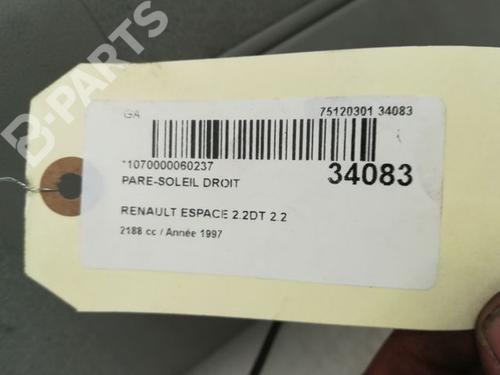 B-PARTS
GA 75120301 34083
*1070000060237
34083
PARE-SOLEIL DROIT
RENAULT ESPACE 2.2DT 2.2
2188 cc / Année 1997